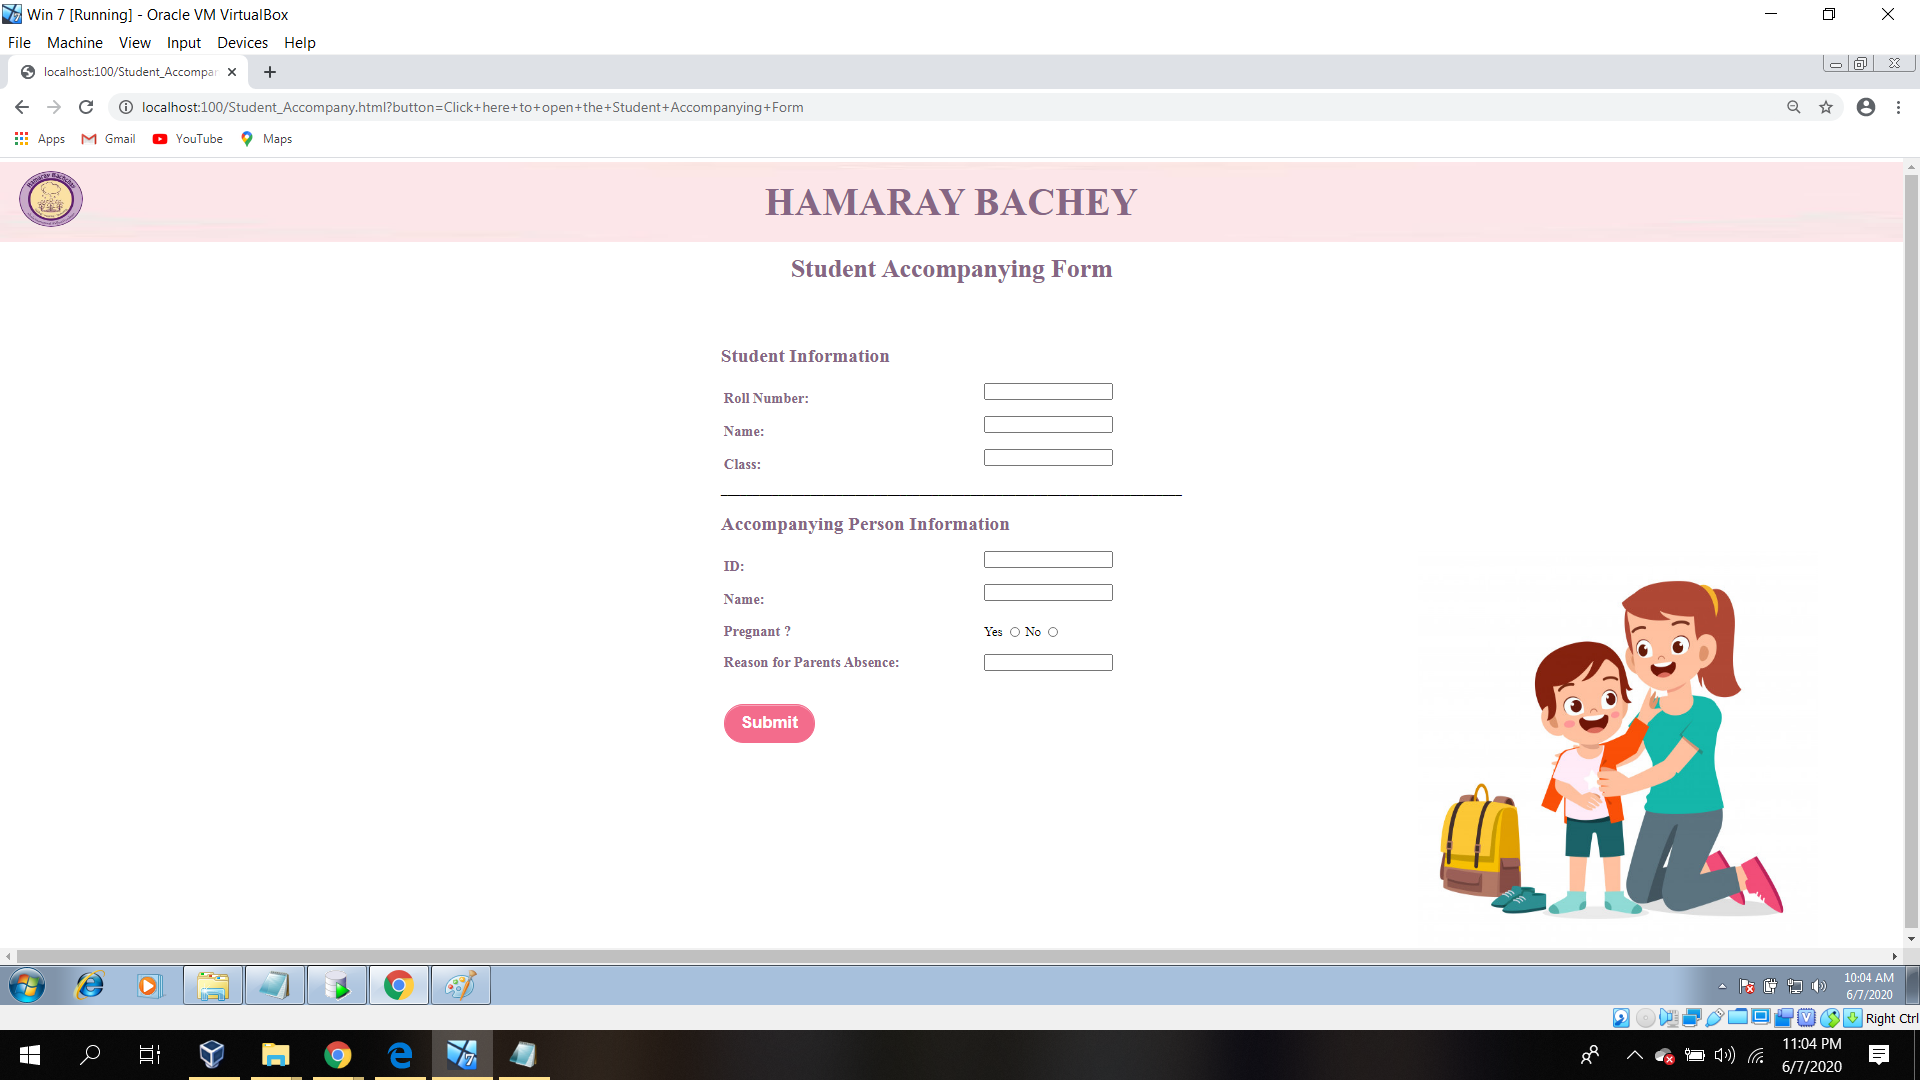 Win 7 [Running] - Oracle VM VirtualBox
File Machine View Input Devices Help
localhost:100/Student_Accompan
localhost:100/Student_Accompany.html?button=Click+here+to+open+the+Student+Accompanying+Form
Apps Gmail YouTube Maps
HAMARAY BACHEY
Student Accompanying Form
Student Information
Roll Number:
Name:
Class:
Accompanying Person Information
ID:
Name:
Pregnant ? Yes No
Reason for Parents Absence:
Submit
10:04 AM
6/7/2020
Right Ctrl
11:04 PM
6/7/2020